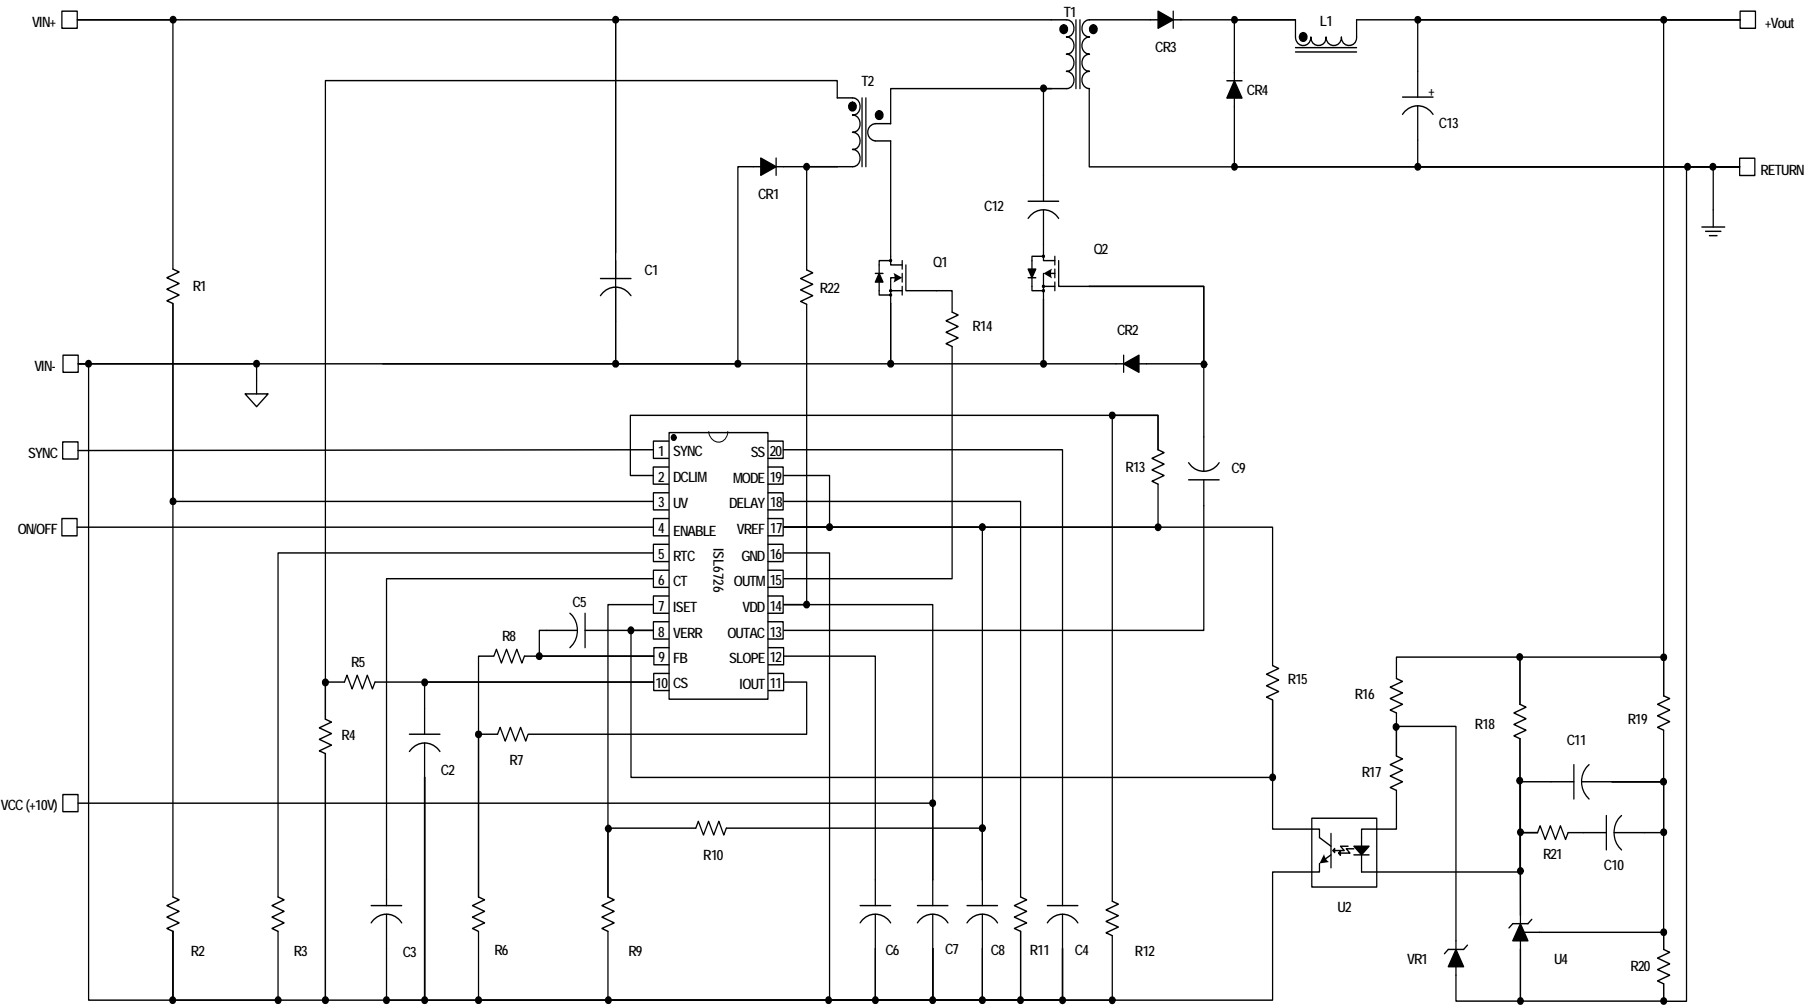 VIN+
T1
L1
+Vout
CR3
T2
CR4
C13
RETURN
CR1
C12
Q1
Q2
R1
C1
R22
R14
CR2
VIN-
SYNC
1 SYNC
SS 20
R13
C9
2 DCLIM
MODE 19
3 UV
DELAY 18
ON/OFF
4 ENABLE
VREF 17
ISL6726
5 RTC
GND 16
6 CT
OUTM 15
C5
7 ISET
VDD 14
R8
8 VERR
OUTAC 13
9 FB
SLOPE 12
R5
10 CS
IOUT 11
R15
R16
R18
R19
R4
R7
C2
C11
R17
VCC (+10V)
R10
R21
C10
U2
R2
R3
C3
R6
R9
C6
C7
C8
R11
C4
R12
VR1
U4
R20
+